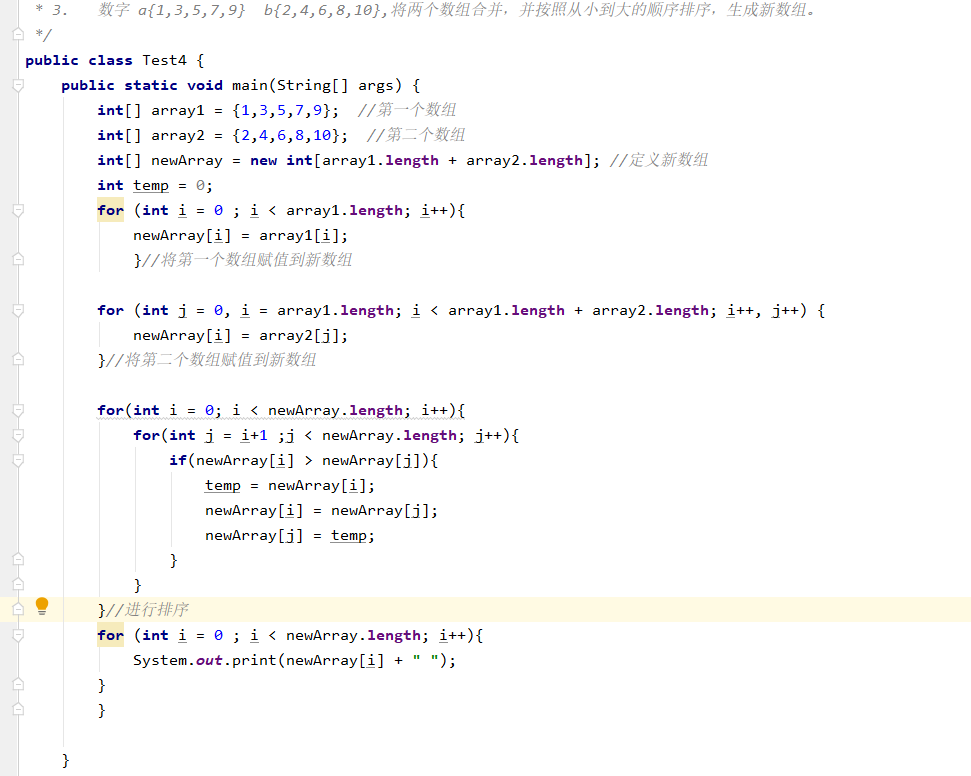 * 3.   数字 a{1,3,5,7,9}  b{2,4,6,8,10},将两个数组合并，并按照从小到大的顺序排序，生成新数组。
*/
public class Test4 {
    public static void main(String[] args) {
        int[] array1 = {1,3,5,7,9};  //第一个数组
        int[] array2 = {2,4,6,8,10};  //第二个数组
        int[] newArray = new int[array1.length + array2.length]; //定义新数组
        int temp = 0;
        for (int i = 0 ; i < array1.length; i++){
            newArray[i] = array1[i];
            }//将第一个数组赋值到新数组
        for (int j = 0, i = array1.length; i < array1.length + array2.length; i++, j++) {
            newArray[i] = array2[j];
        }//将第二个数组赋值到新数组
        for(int i = 0; i < newArray.length; i++){
            for(int j = i+1 ;j < newArray.length; j++){
                if(newArray[i] > newArray[j]){
                    temp = newArray[i];
                    newArray[i] = newArray[j];
                    newArray[j] = temp;
                }
            }
        }//进行排序
        for (int i = 0 ; i < newArray.length; i++){
            System.out.print(newArray[i] + " ");
        }
        }
    }